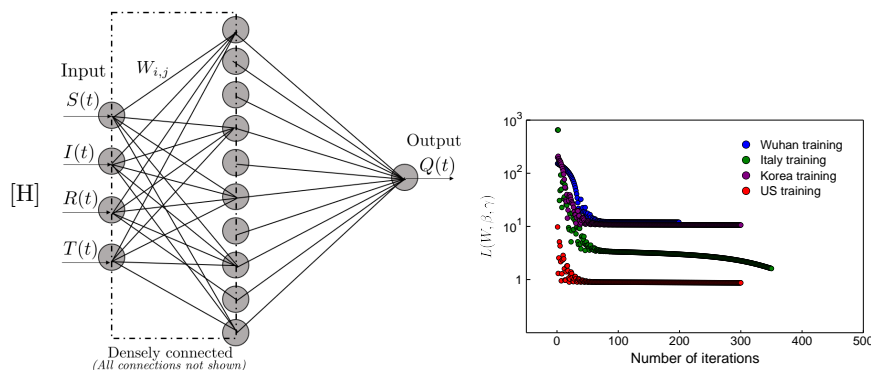 [H]
Input
S(t)
I(t)
R(t)
T(t)
W_{i,j}
Output
Q(t)
Densely connected
(All connections not shown)
10^3
10^2
10^1
1
L(W, β, γ)
0
100
200
300
400
500
Number of iterations
Wuhan training
Italy training
Korea training
US training